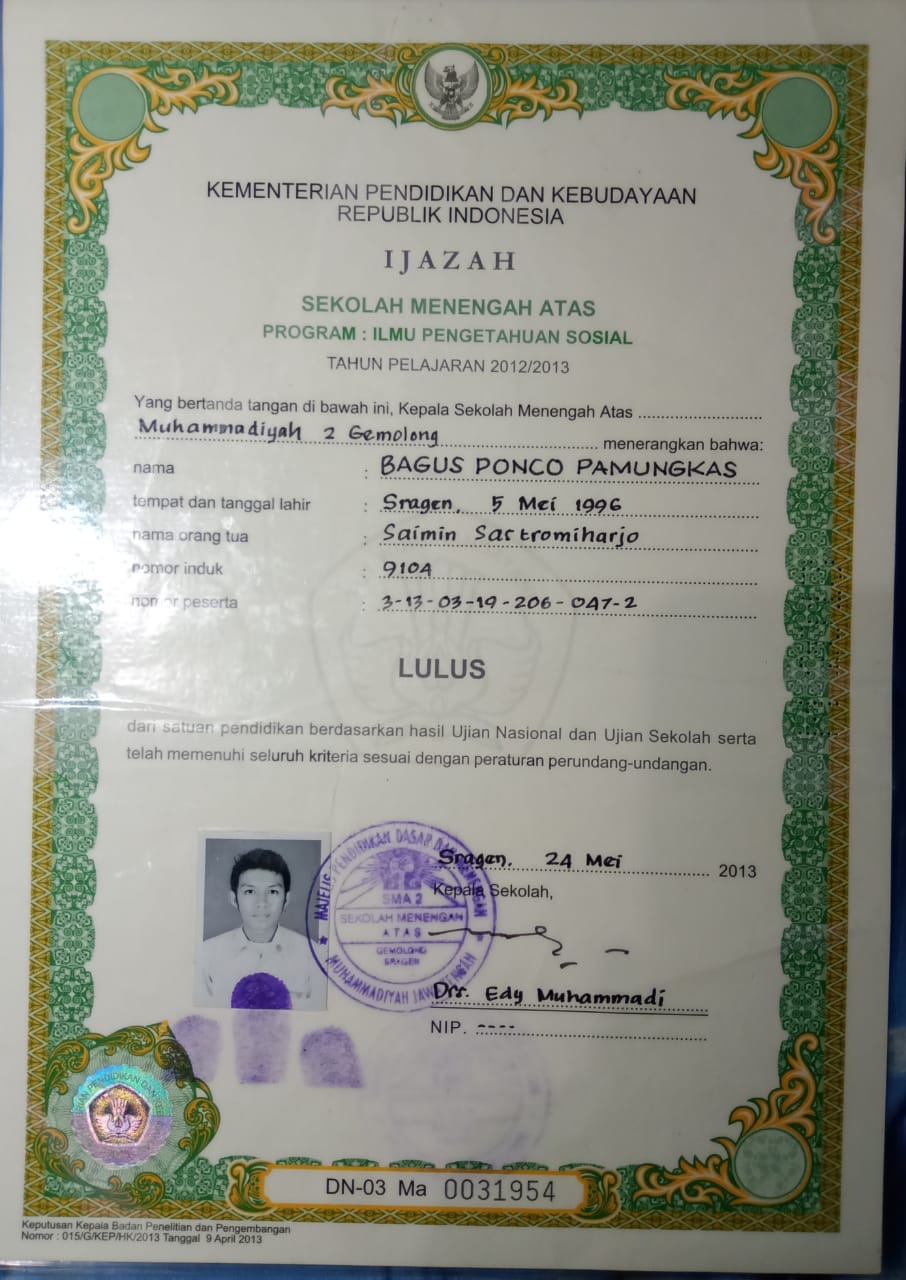 KEMENTERIAN PENDIDIKAN DAN KEBUDAYAAN
REPUBLIK INDONESIA
IJAZAH
SEKOLAH MENENGAH ATAS
PROGRAM : ILMU PENGETAHUAN SOSIAL
TAHUN PELAJARAN 2012/2013
Yang bertanda tangan di bawah ini, Kepala Sekolah Menengah Atas
Muhammadiyah 2 Gemolong menerangkan bahwa:
nama : BAGUS PONCO PAMUNGKAS
tempat dan tanggal lahir : Sragen, 5 Mei 1996
nama orang tua : Saimin Sastromiharjo
nomor induk : 9104
nomor peserta : 3-13-03-19-206-047-2
LULUS
dari satuan pendidikan berdasarkan hasil Ujian Nasional dan Ujian Sekolah serta
telah memenuhi seluruh kriteria sesuai dengan peraturan perundang-undangan.
Sragen, 24 Mei 2013
Kepala Sekolah,
MAJELIS PENDIDIKAN DASAR DAN MENENGAH
SMA 2
SEKOLAH MENENGAH
ATAS
GEMOLONG
SRAGEN
MUHAMMADIYAH JAWA TENGAH
Drs. Edy Muhammadi
NIP. ----
PENDIDIKAN DAN
DN-03 Ma 0031954
Keputusan Kepala Badan Penelitian dan Pengembangan
Nomor : 015/G/KEP/HK/2013 Tanggal 9 April 2013